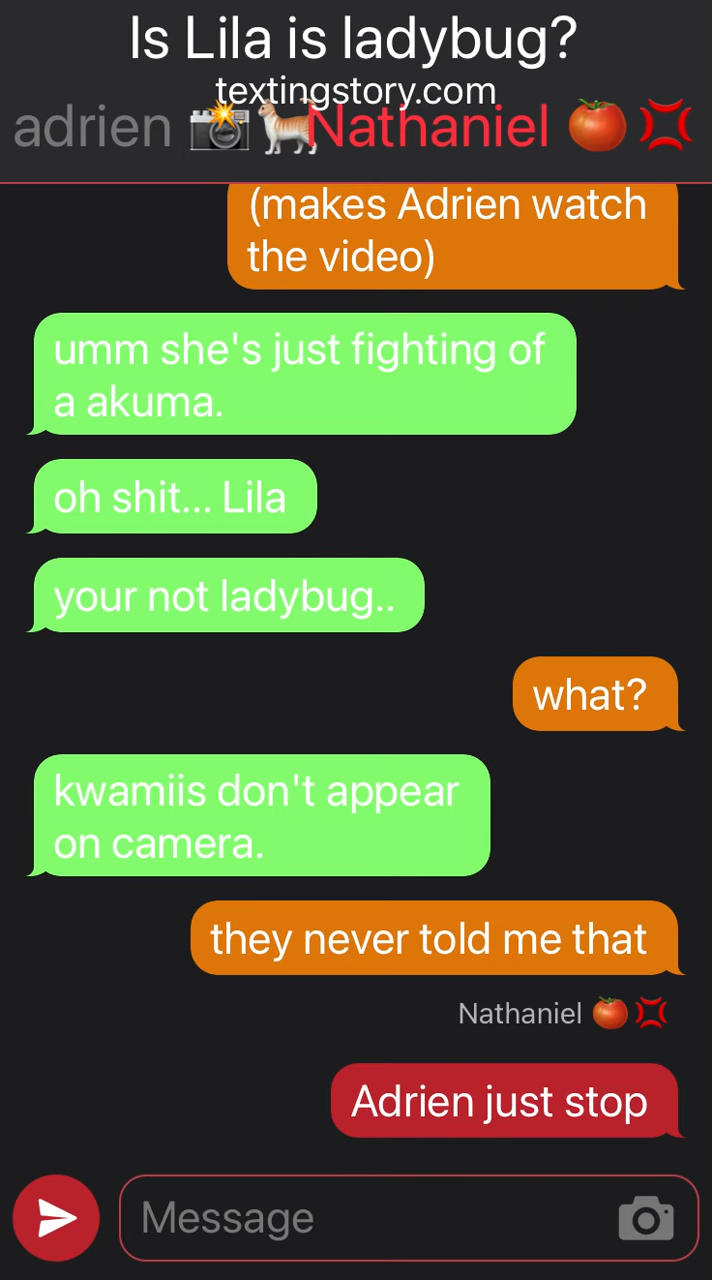 Is Lila is ladybug?
textingstory.com
adrien 📸🐈Nathaniel 🍅💢
(makes Adrien watch
the video)
umm she's just fighting of
a akuma.
oh shit... Lila
your not ladybug..
what?
kwamiis don't appear
on camera.
they never told me that
Nathaniel 🍅💢
Adrien just stop
Message